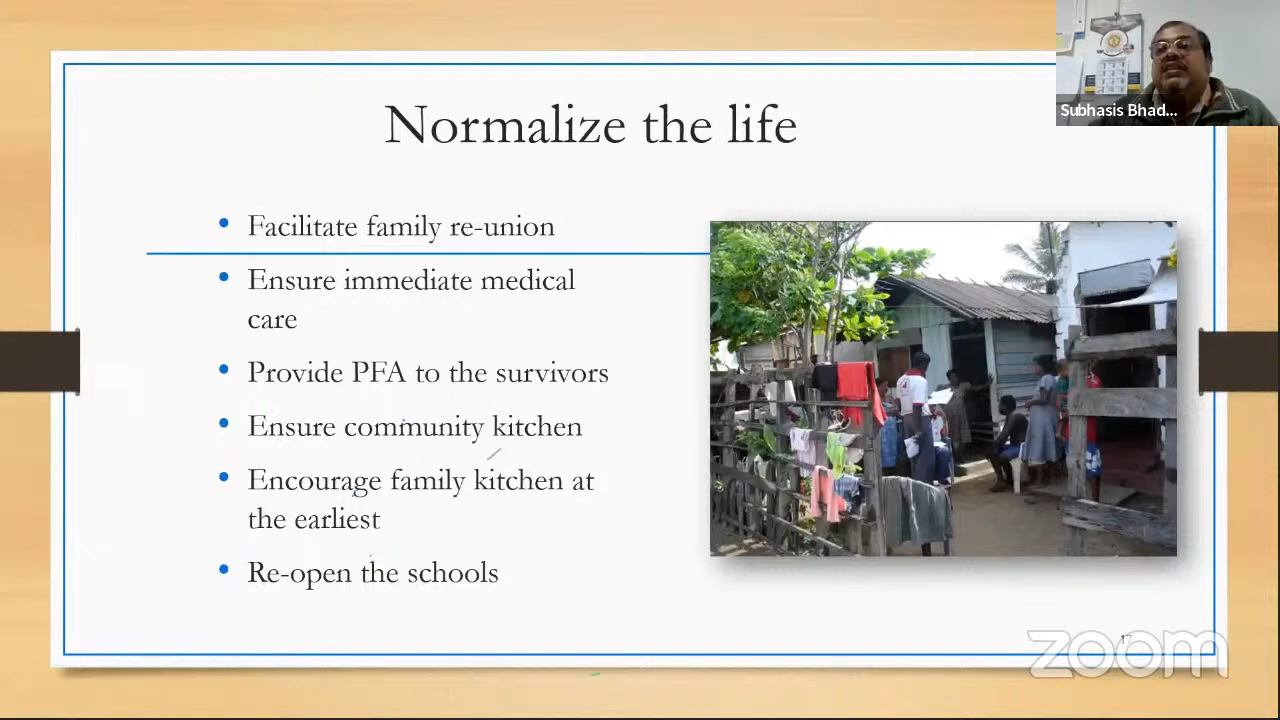 Subhasis Bhad...
Normalize the life
• Facilitate family re-union
• Ensure immediate medical
care
• Provide PFA to the survivors
• Ensure community kitchen
• Encourage family kitchen at
the earliest
• Re-open the schools
17
zoom